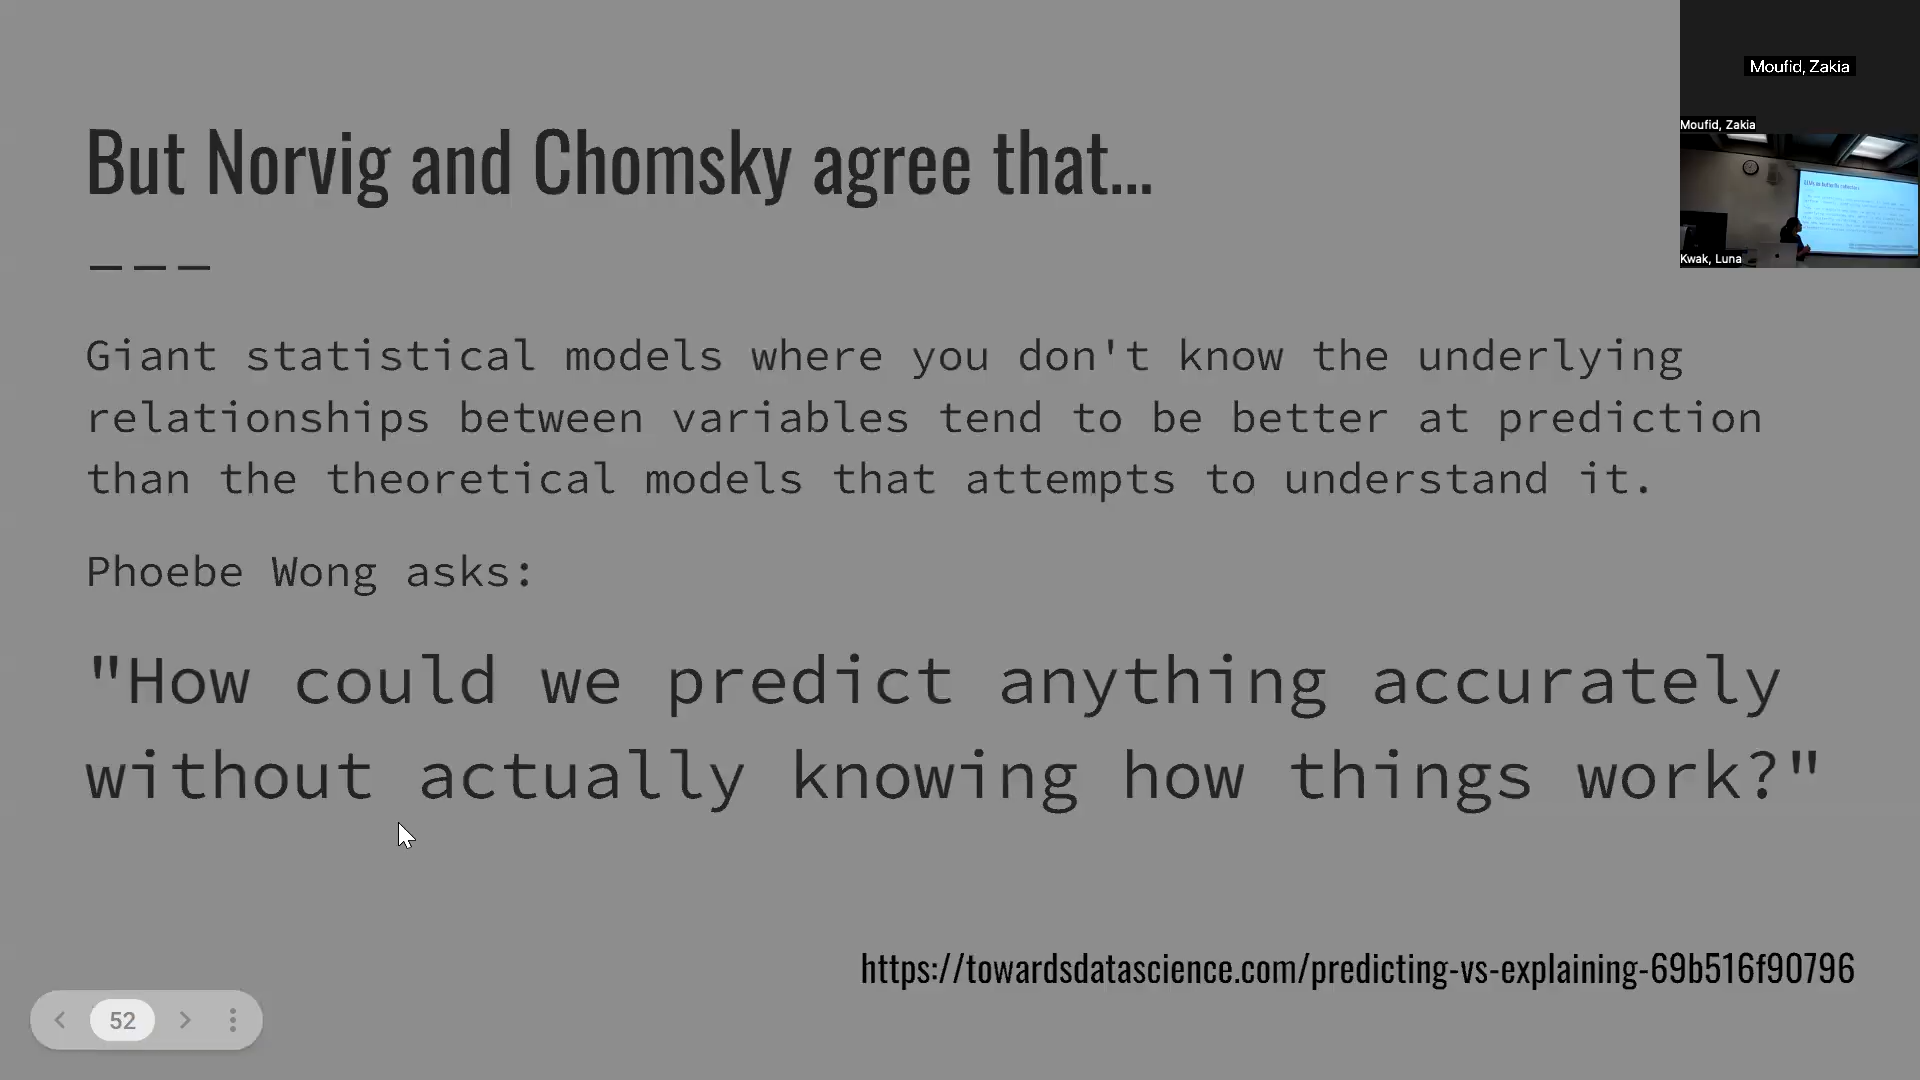 But Norvig and Chomsky agree that...
Giant statistical models where you don't know the underlying
relationships between variables tend to be better at prediction
than the theoretical models that attempts to understand it.
Phoebe Wong asks:
"How could we predict anything accurately
without actually knowing how things work?"
https://towardsdatascience.com/predicting-vs-explaining-69b516f90796
52
Moufid, Zakia
Moufid, Zakia
Kwak, Luna